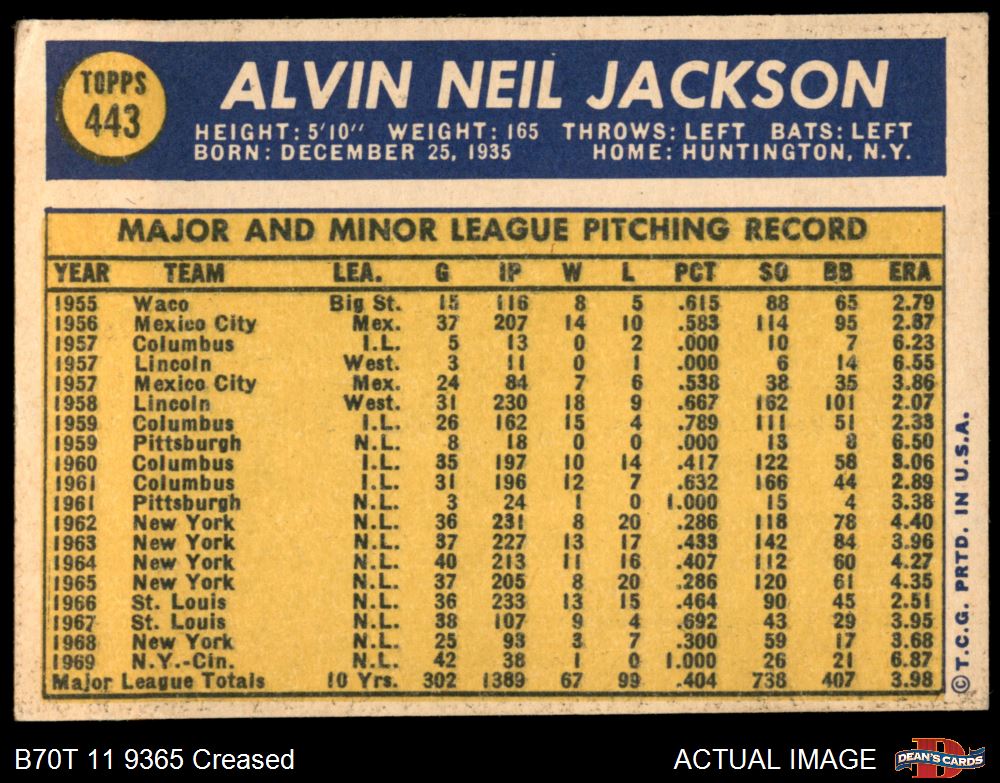 TOPPS
443
ALVIN NEIL JACKSON
HEIGHT: 5'10" WEIGHT: 165 THROWS: LEFT BATS: LEFT
BORN: DECEMBER 25, 1935 HOME: HUNTINGTON, N.Y.
MAJOR AND MINOR LEAGUE PITCHING RECORD
YEAR TEAM LEA. G IP W L PCT SO BB ERA
1955 Waco Big St. 15 116 8 5 .615 88 65 2.79
1956 Mexico City Mex. 37 207 14 10 .583 114 95 2.87
1957 Columbus I.L. 5 13 0 2 .000 10 7 6.23
1957 Lincoln West. 3 11 0 1 .000 6 14 6.55
1957 Mexico City Mex. 24 84 7 6 .538 38 35 3.86
1958 Lincoln West. 31 230 18 9 .667 162 101 2.07
1959 Columbus I.L. 26 162 15 4 .789 111 51 2.33
1959 Pittsburgh N.L. 8 18 0 0 .000 13 8 6.50
1960 Columbus I.L. 35 197 10 14 .417 122 58 3.06
1961 Columbus I.L. 31 196 12 7 .632 166 44 2.89
1961 Pittsburgh N.L. 3 24 1 0 1.000 15 4 3.38
1962 New York N.L. 36 231 8 20 .286 118 78 4.40
1963 New York N.L. 37 227 13 17 .433 142 84 3.96
1964 New York N.L. 40 213 11 16 .407 112 60 4.27
1965 New York N.L. 37 205 8 20 .286 120 61 4.35
1966 St. Louis N.L. 36 233 13 15 .464 90 45 2.51
1967 St. Louis N.L. 38 107 9 4 .692 43 29 3.95
1968 New York N.L. 25 93 3 7 .300 59 17 3.68
1969 N.Y.-Cin. N.L. 42 38 1 0 1.000 26 21 6.87
Major League Totals 10 Yrs. 302 1389 67 99 .404 738 407 3.98
© T.C.G. PRTD. IN U.S.A.
B70T 11 9365 Creased
ACTUAL IMAGE
DEAN'S CARDS